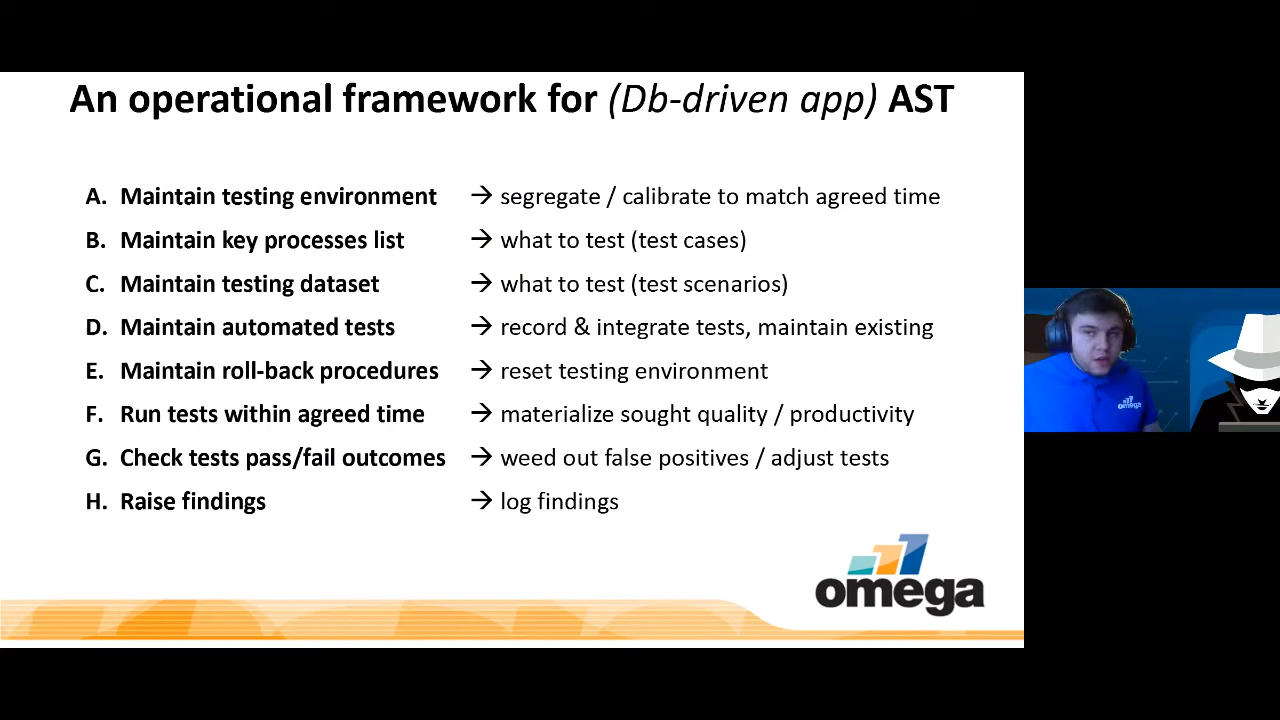 An operational framework for (Db-driven app) AST
A. Maintain testing environment → segregate / calibrate to match agreed time
B. Maintain key processes list → what to test (test cases)
C. Maintain testing dataset → what to test (test scenarios)
D. Maintain automated tests → record & integrate tests, maintain existing
E. Maintain roll-back procedures → reset testing environment
F. Run tests within agreed time → materialize sought quality / productivity
G. Check tests pass/fail outcomes → weed out false positives / adjust tests
H. Raise findings → log findings
omega
omega